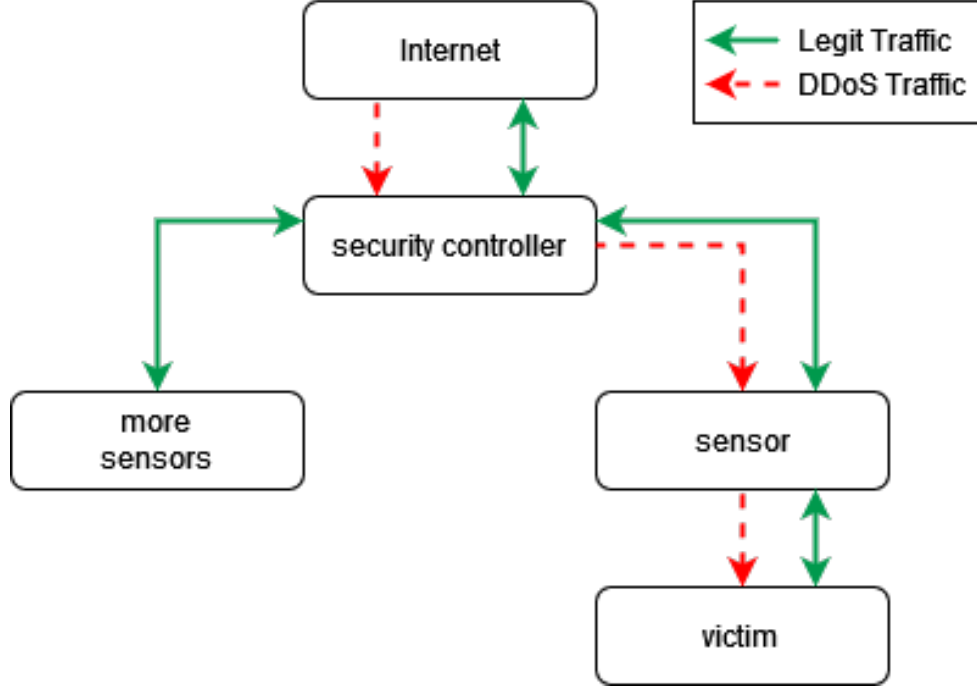 Internet
Legit Traffic
DDoS Traffic
security controller
more
sensors
sensor
victim